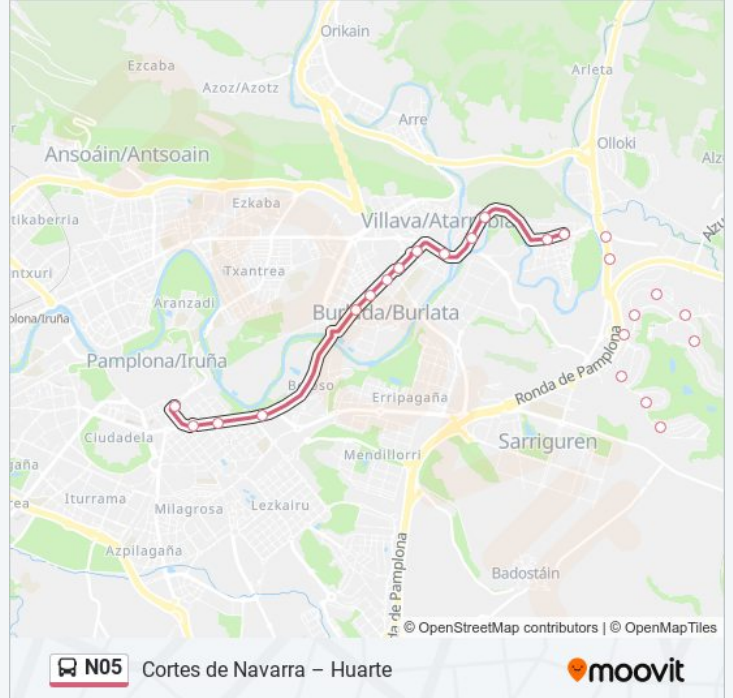 Orikain
Ezcaba
Arleta
Azoz/Azotz
Arre
Olloki
Ansoáin/Antsoain
Alz
Ezkaba
tikaberria
Villava/Atarrabia
Alzu
ntxuri
Txantrea
Aranzadi
plona/Iruña
Burlada/Burlata
Pamplona/Iruña
Ronda de Pamplona
Erripagaña
Ciudadela
Sarriguren
Mendillorri
aña
Iturrama
Lezkairu
rea
Milagrosa
Azpilagaña
da de Pamplona
Badostáin
© OpenStreetMap contributors | © OpenMapTiles
N05 Cortes de Navarra – Huarte
moovit